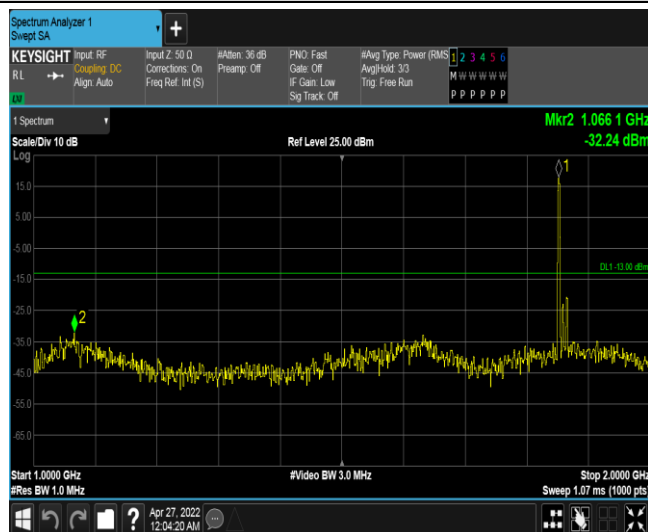 Spectrum Analyzer 1
Swept SA
+
KEYSIGHT Input: RF Input Z: 50 Ω #Atten: 36 dB PNO: Fast #Avg Type: Power (RMS 1 2 3 4 5 6
RL Coupling: DC Corrections: On Preamp: Off Gate: Off Avg|Hold: 3/3 M W W W W W
Align: Auto Freq Ref: Int (S) IF Gain: Low Trig: Free Run
Sig Track: Off P P P P P P
1 Spectrum Mkr2 1.066 1 GHz
Scale/Div 10 dB Ref Level 25.00 dBm -32.24 dBm
Log
1
15.0
5.00
-5.00
DL1 -13.00 dBm
-15.0
-25.0
2
-35.0
-45.0
-55.0
-65.0
Start 1.0000 GHz #Video BW 3.0 MHz Stop 2.0000 GHz
#Res BW 1.0 MHz Sweep 1.07 ms (1000 pts)
? Apr 27, 2022
12:04:20 AM